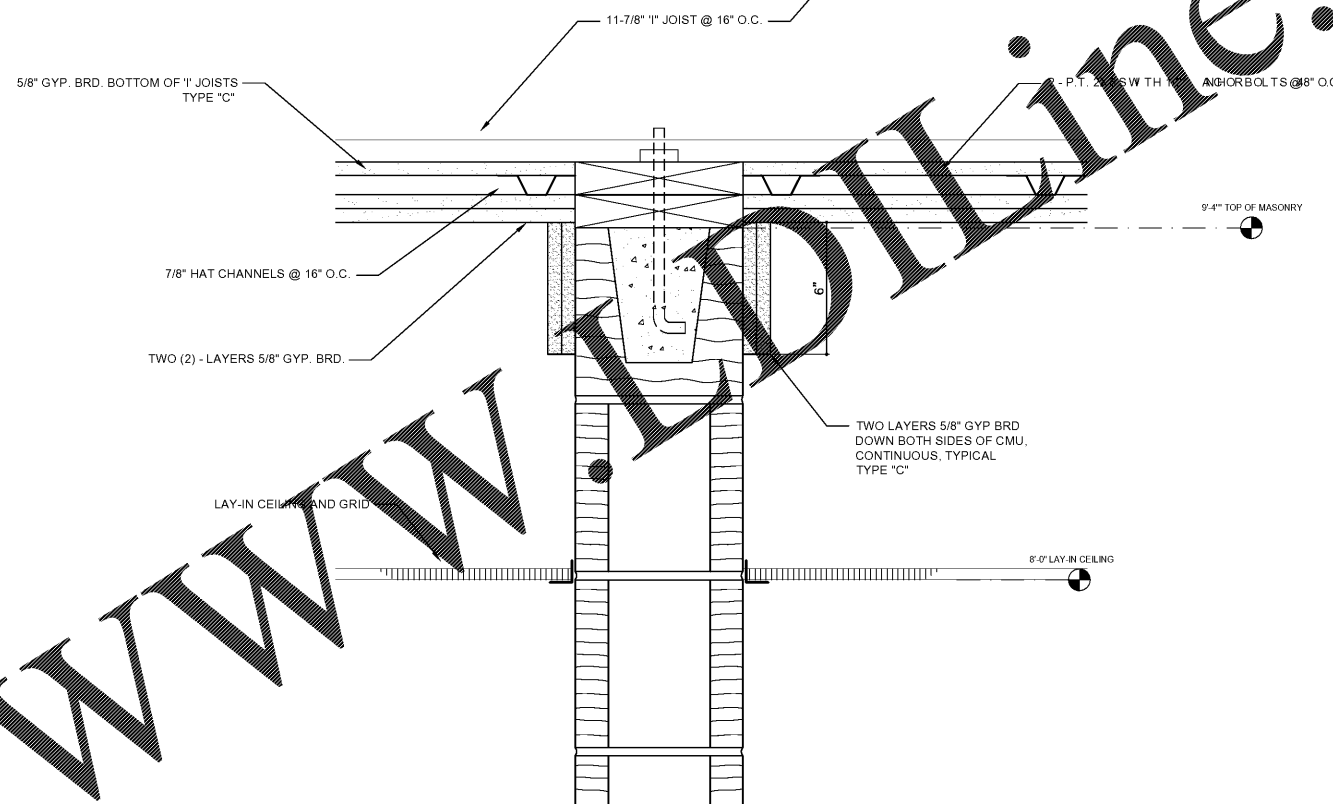 11-7/8" 'I" JOIST @ 16" O.C.
5/8" GYP. BRD. BOTTOM OF 'I' JOISTS
TYPE "C"
- P.T.
@48" O.C
9'-4"" TOP OF MASONRY
7/8" HAT CHANNELS @ 16" O.C.
6"
TWO (2) - LAYERS 5/8" GYP. BRD.
TWO LAYERS 5/8" GYP BRD
DOWN BOTH SIDES OF CMU,
CONTINUOUS, TYPICAL
TYPE "C"
LAY-IN CEILING AND GRID
8'-0" LAY-IN CEILING
www.LDILine.